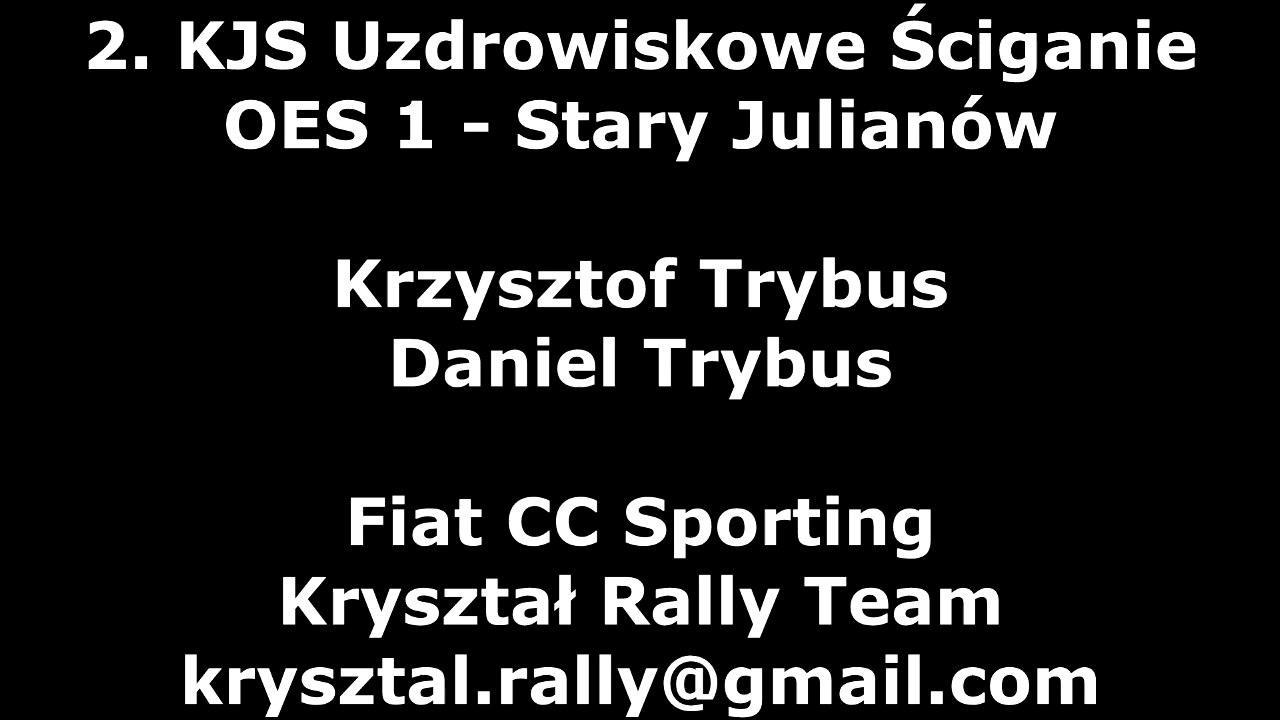 2. KJS Uzdrowiskowe Ściganie
OES 1 - Stary Julianów
Krzysztof Trybus
Daniel Trybus
Fiat CC Sporting
Kryształ Rally Team
krysztal.rally@gmail.com